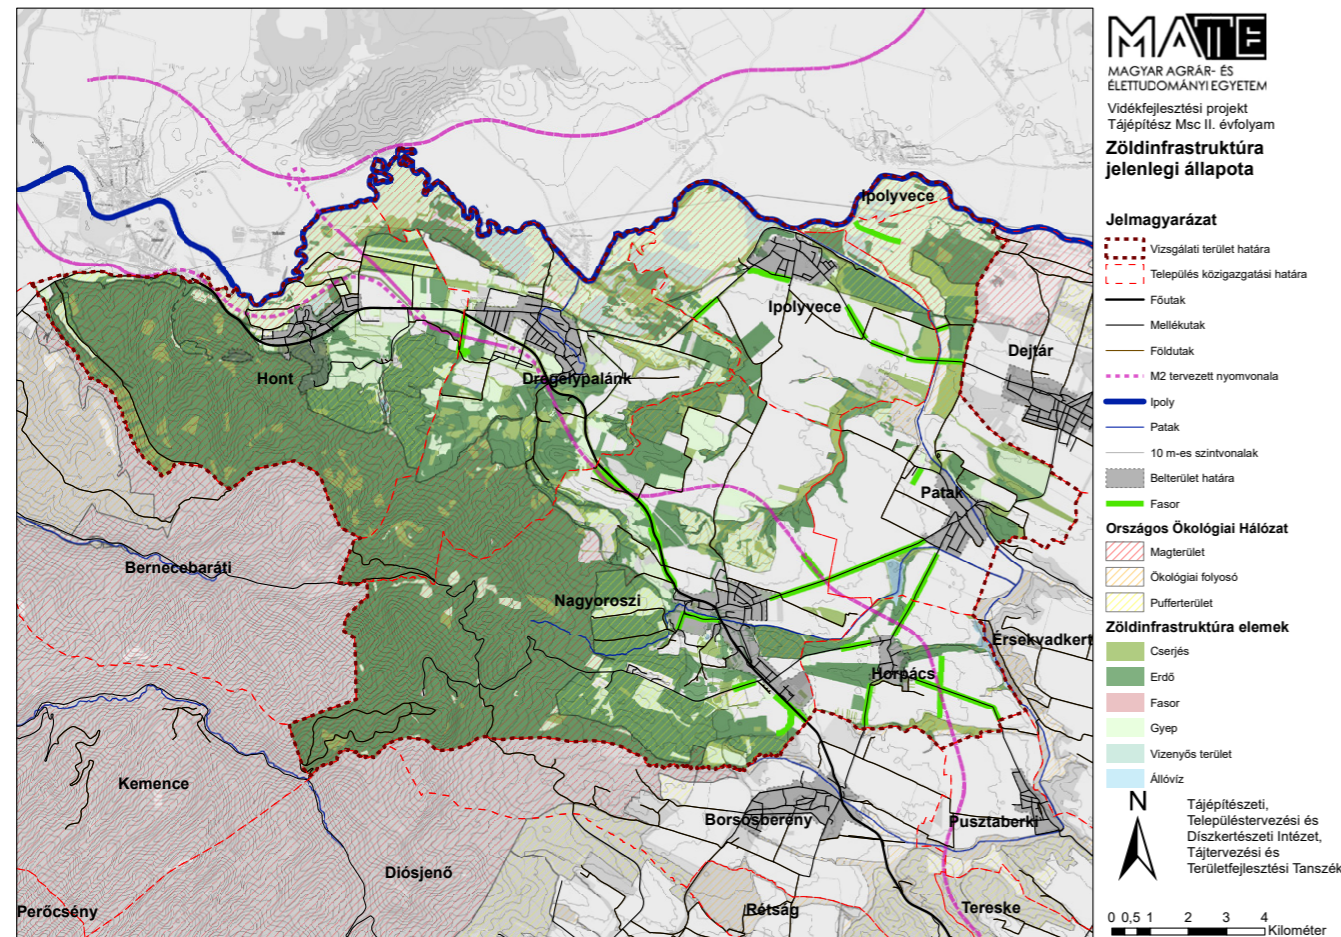 MATE
MAGYAR AGRÁR- ÉS
ÉLETTUDOMÁNYI EGYETEM
Vidékfejlesztési projekt
Tájépítész Msc II. évfolyam
Zöldinfrastruktúra
jelenlegi állapota
Jelmagyarázat
Vizsgálati terület határa
Település közigazgatási határa
Főutak
Mellékutak
Földutak
M2 tervezett nyomvonala
Ipoly
Patak
10 m-es szintvonalak
Belterület határa
Fasor
Országos Ökológiai Hálózat
Magterület
Ökológiai folyosó
Pufferterület
Zöldinfrastruktúra elemek
Cserjés
Erdő
Fasor
Gyep
Vizenyős terület
Állóvíz
N
Tájépítészeti,
Településtervezési és
Díszkertészeti Intézet,
Tájtervezési és
Területfejlesztési Tanszék
0 0,5 1 2 3 4
Kilométer
Ipolyvece
Ipolyvece
Dejtár
Hont
Drégelypalánk
Patak
Bernecebaráti
Nagyoroszi
Érsekvadkert
Horpács
Kemence
Borsosberény
Pusztaberki
Diósjenő
Perőcsény
Rétság
Tereske